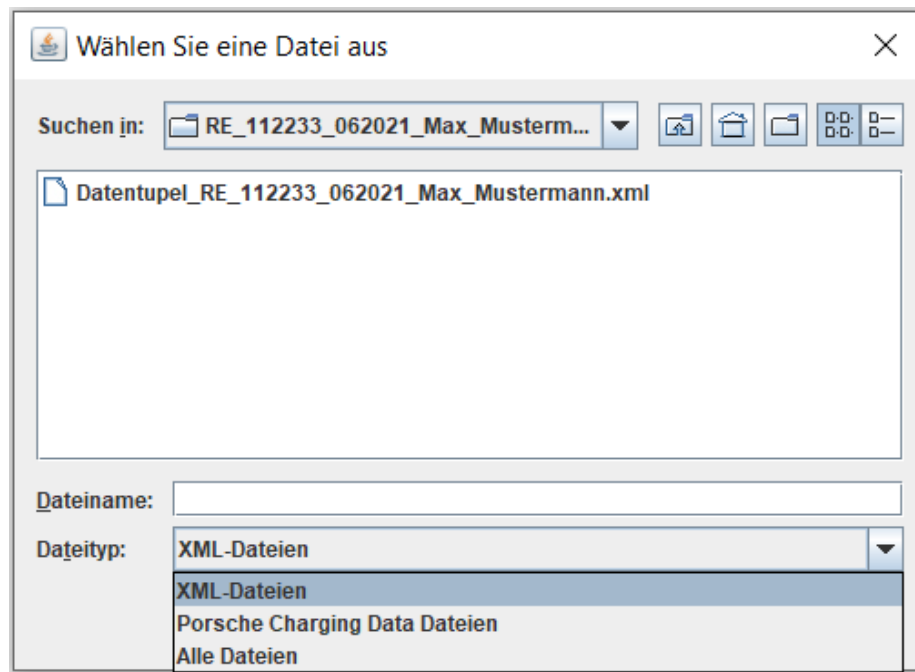 Wählen Sie eine Datei aus
Suchen in: RE_112233_062021_Max_Musterm...
Datentupel_RE_112233_062021_Max_Mustermann.xml
Dateiname:
Dateityp: XML-Dateien
XML-Dateien
Porsche Charging Data Dateien
Alle Dateien